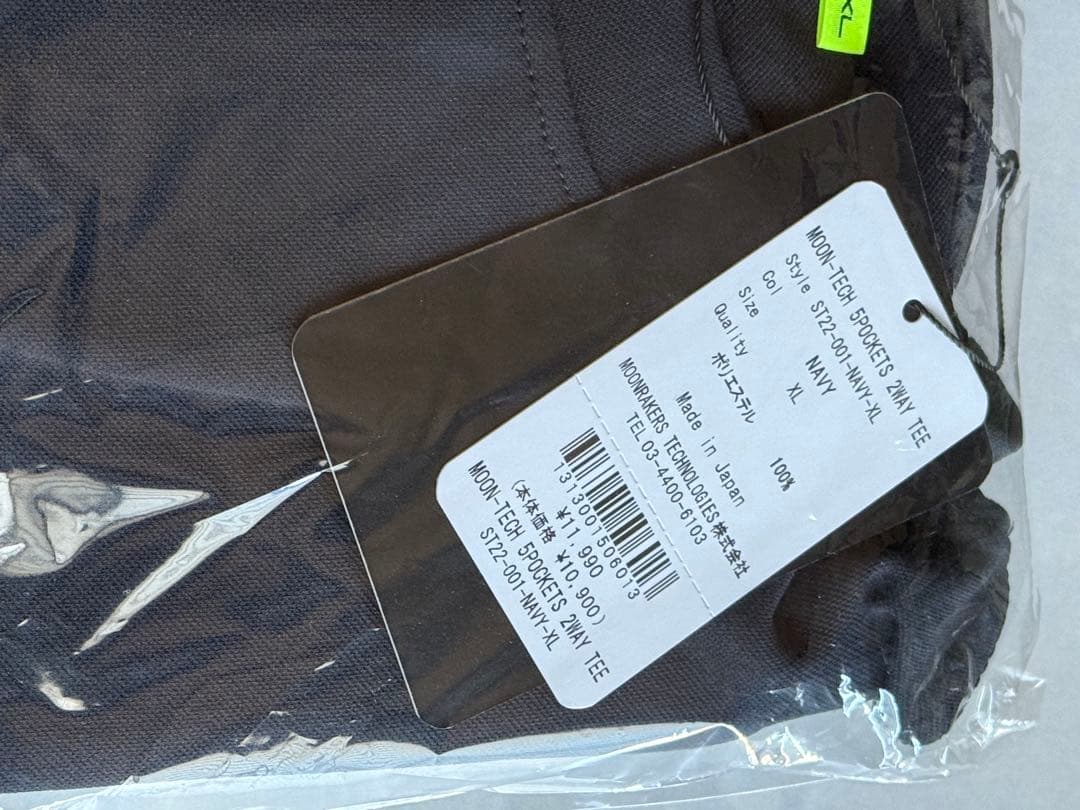 XL
MOON-TECH 5POCKETS 2WAY TEE
Style ST22-001-NAVY-XL
Col NAVY
Size XL
Quality
ポリエステル 100%
Made in Japan
MOONRAKERS TECHNOLOGIES株式会社
TEL 03-4400-6103
1313001506013
¥11,990
(本体価格 ¥10,900)
MOON-TECH 5POCKETS 2WAY TEE
ST22-001-NAVY-XL